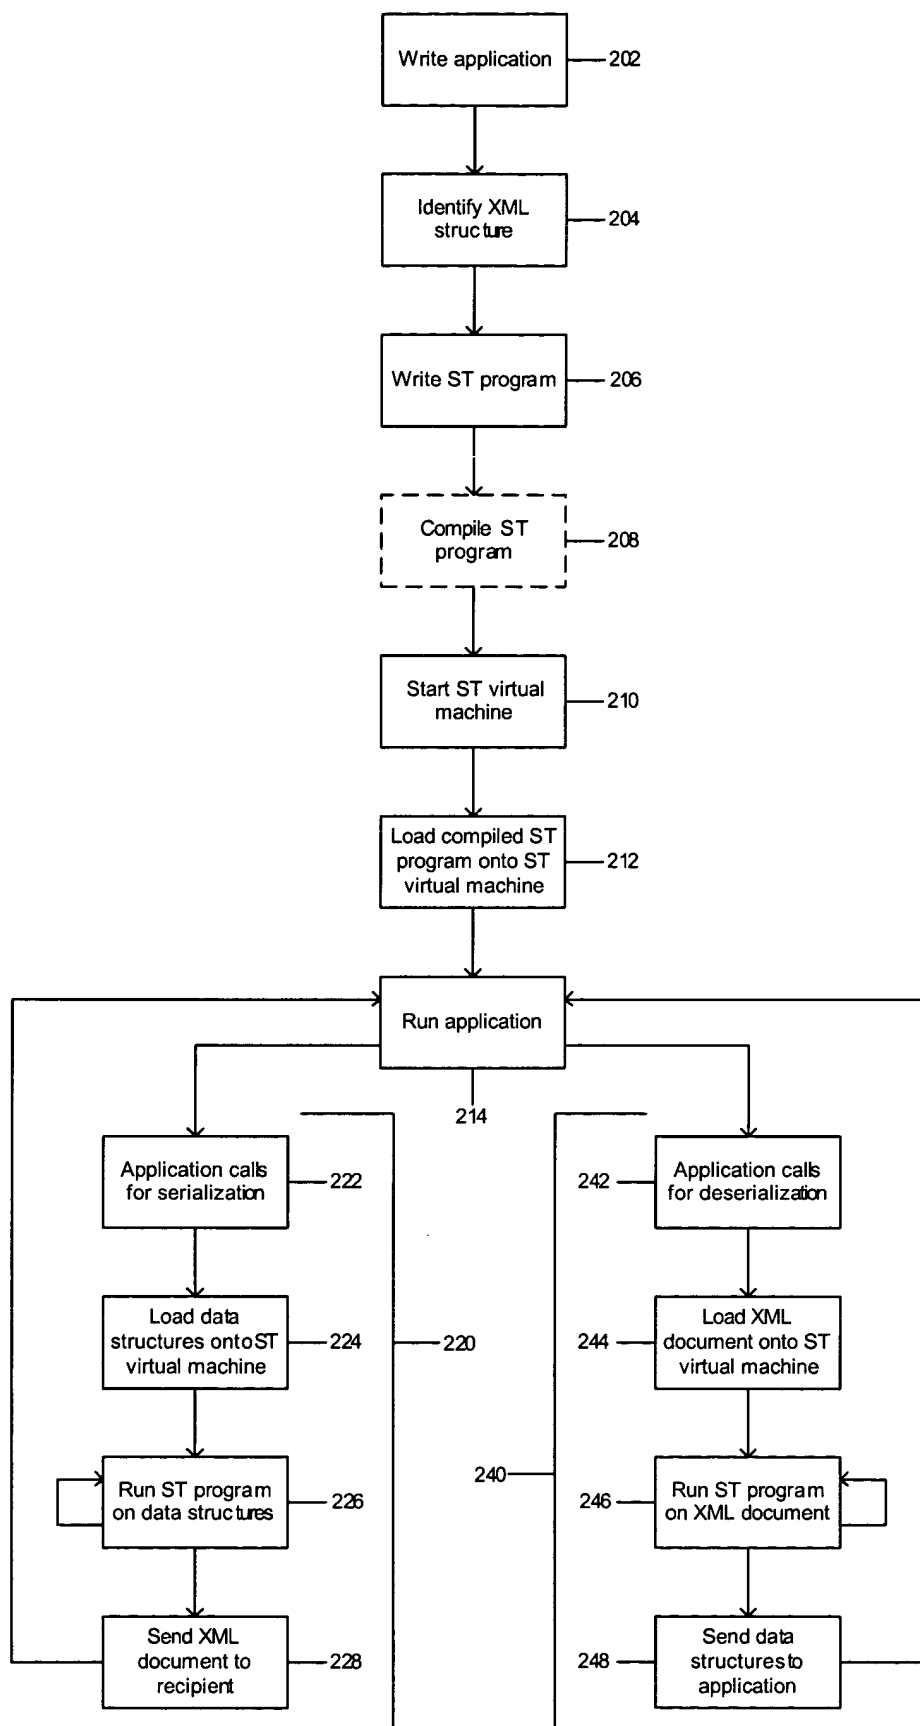 Write application
202
Identify XML
structure
204
Write ST program
206
Compile ST
program
208
Start ST virtual
machine
210
Load compiled ST
program onto ST
virtual machine
212
Run application
214
Application calls
for serialization
222
Load data
structures onto ST
virtual machine
224
220
Run ST program
on data structures
226
Send XML
document to
recipient
228
242
Application calls
for deserialization
244
Load XML
document onto ST
virtual machine
240
246
Run ST program
on XML document
248
Send data
structures to
application